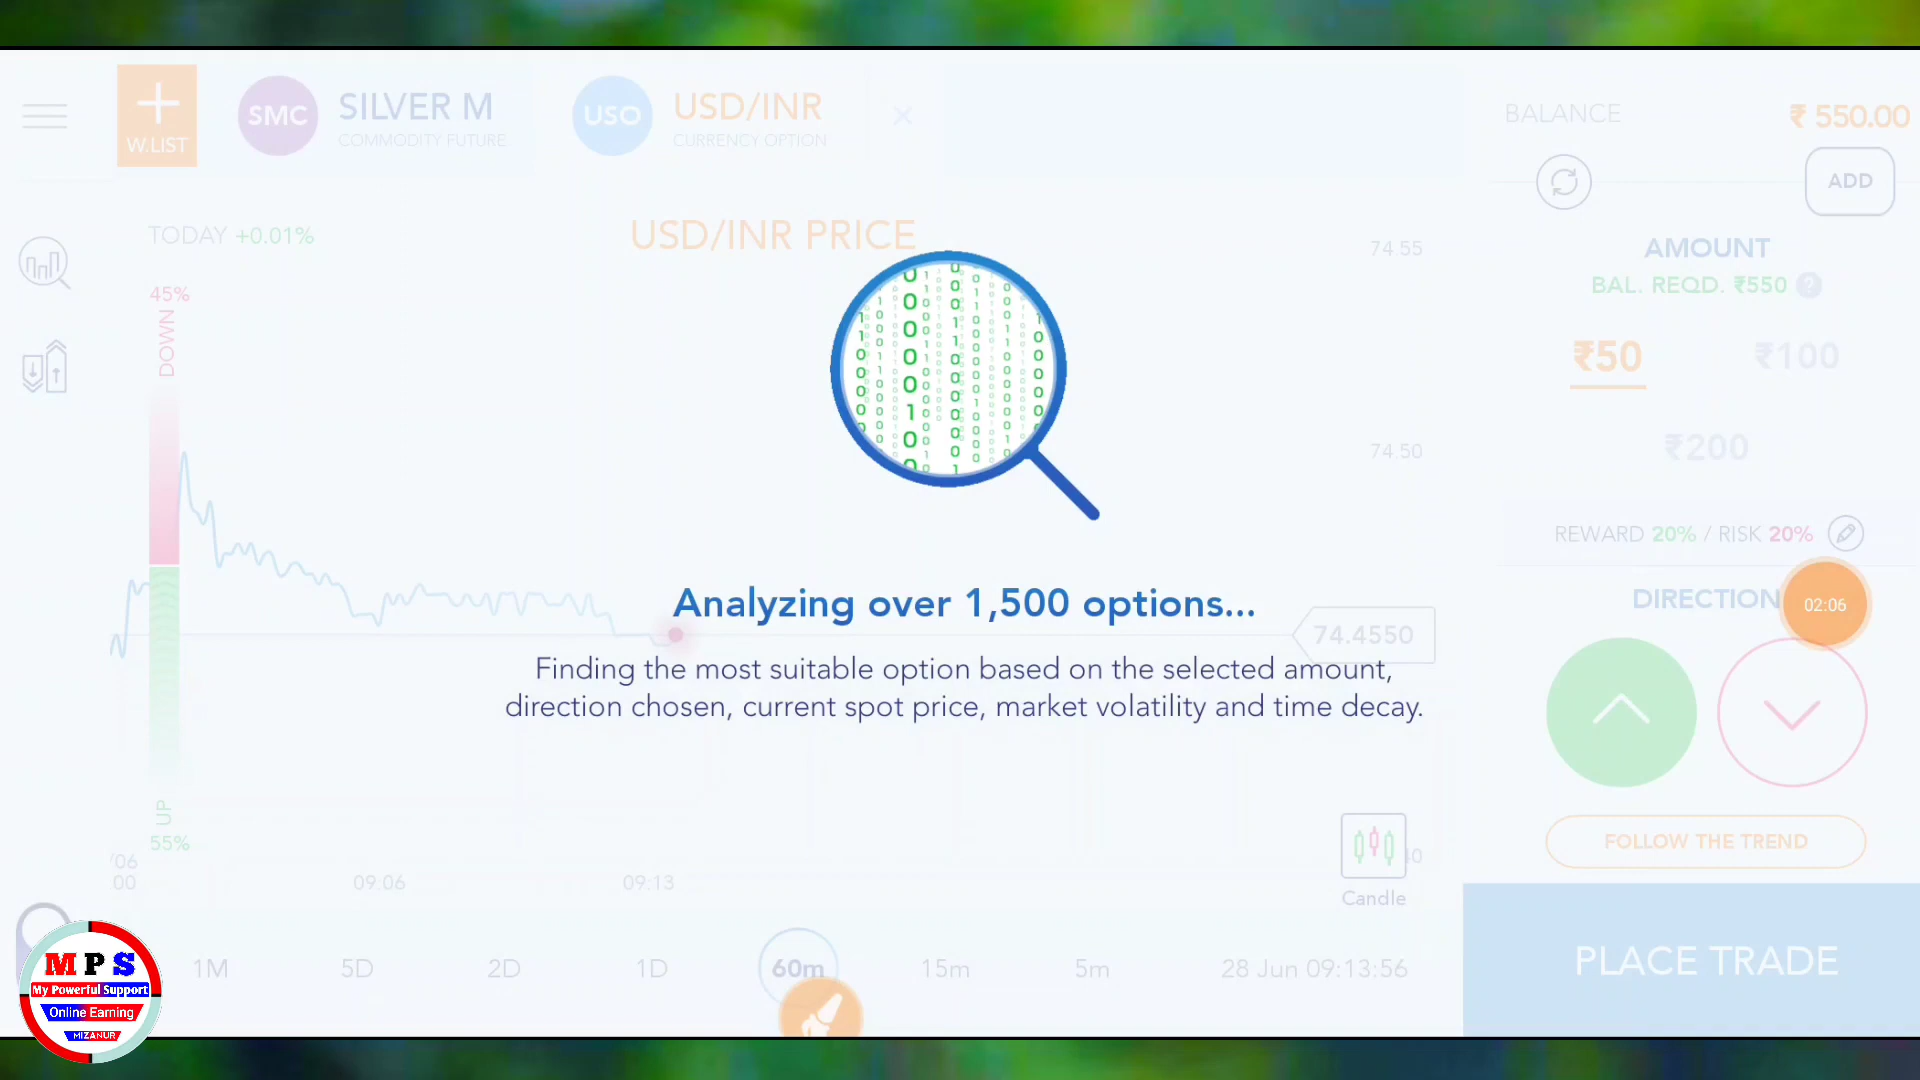 W.LIST
SMC
SILVER M
COMMODITY FUTURE
USO
USD/INR
CURRENCY OPTION
BALANCE
₹ 550.00
ADD
TODAY +0.01%
USD/INR PRICE
74.55
AMOUNT
BAL. REQD. ₹550 ?
45%
DOWN
₹50
₹100
₹200
74.50
REWARD 20% / RISK 20%
DIRECTION
02:06
Analyzing over 1,500 options...
74.4550
Finding the most suitable option based on the selected amount,
direction chosen, current spot price, market volatility and time decay.
UP
55%
FOLLOW THE TREND
/06
00
09.06
09:13
40
Candle
1M
5D
2D
1D
60m
15m
5m
28 Jun 09:13:56
PLACE TRADE
M P S
My Powerful Support
Online Earning
MIZANUR